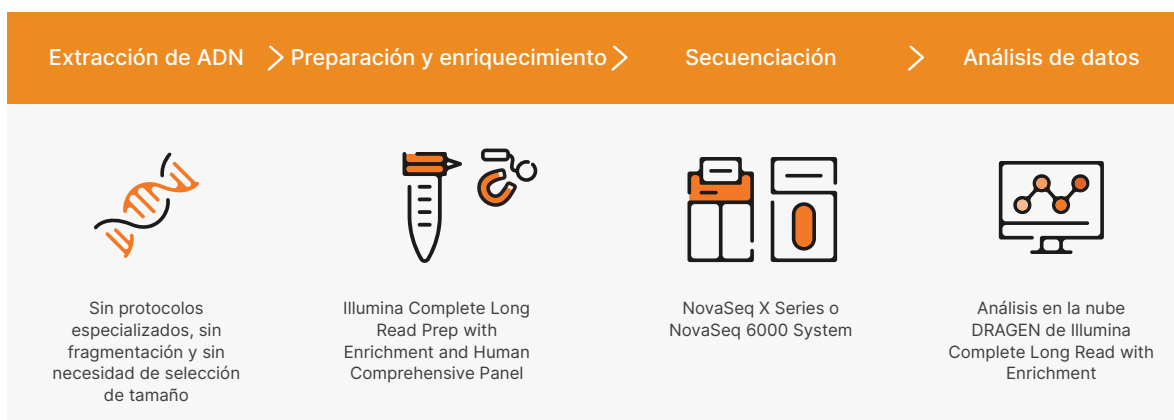 Extracción de ADN
Preparación y enriquecimiento
Secuenciación
Análisis de datos
Sin protocolos
especializados, sin
fragmentación y sin
necesidad de selección
de tamaño
Illumina Complete Long
Read Prep with
Enrichment and Human
Comprehensive Panel
NovaSeq X Series o
NovaSeq 6000 System
Análisis en la nube
DRAGEN de Illumina
Complete Long Read with
Enrichment